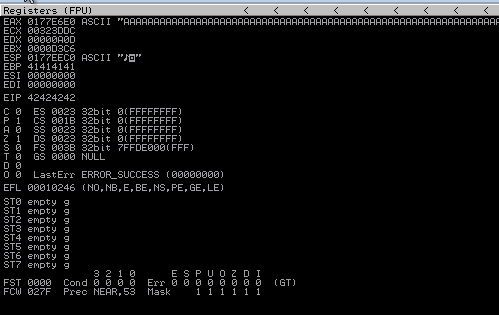 Registers (FPU) < < < < < < <
EAX 0177E6E0 ASCII "AAAAAAAAAAAAAAAAAAAAAAAAAAAAAAAAAAAAAAAAAAAAAAAA
ECX 0032SDDC
EDX 00000A0D
EBX 0000D3C6
ESP 0177EEC0 ASCII "♪◘"
EBP 41414141
ESI 00000000
EDI 00000000
EIP 42424242
C 0 ES 0023 32bit 0(FFFFFFFF)
P 1 CS 001B 32bit 0(FFFFFFFF)
A 0 SS 0023 32bit 0(FFFFFFFF)
Z 1 DS 0023 32bit 0(FFFFFFFF)
S 0 FS 003B 32bit 7FFDE000(FFF)
T 0 GS 0000 NULL
D 0
O 0 LastErr ERROR_SUCCESS (00000000)
EFL 00010246 (NO,NB,E,BE,NS,PE,GE,LE)
ST0 empty g
ST1 empty g
ST2 empty g
ST3 empty g
ST4 empty g
ST5 empty g
ST6 empty g
ST7 empty g
3 2 1 0 E S P U O Z D I
FST 0000 Cond 0 0 0 0 Err 0 0 0 0 0 0 0 0 (GT)
FCW 027F Prec NEAR,53 Mask 1 1 1 1 1 1